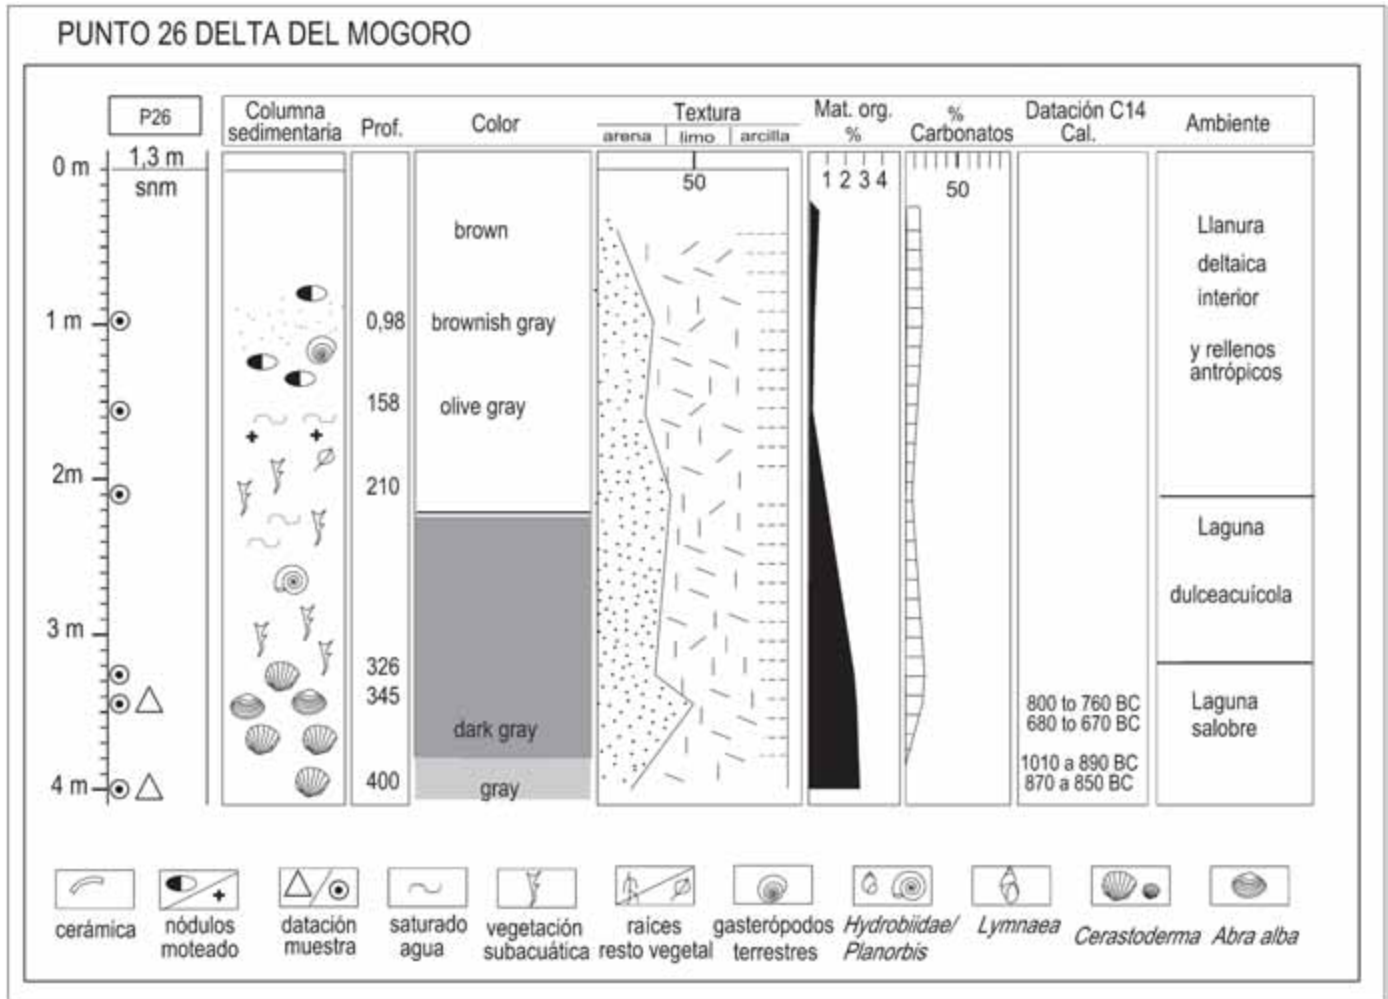 PUNTO 26 DELTA DEL MOGORO
P26
Columna
sedimentaria
Prof.
Color
Textura
arena limo arcilla
Mat. org.
%
%
Carbonatos
Datación C14
Cal.
Ambiente
0 m
1,3 m
snm
50
1 2 3 4
50
brown
Llanura
deltaica
interior
1 m
0,98
brownish gray
y rellenos
antrópicos
158
olive gray
2m
210
Laguna
dulceacuícola
3 m
326
345
dark gray
800 to 760 BC
680 to 670 BC
Laguna
salobre
1010 a 890 BC
870 a 850 BC
4 m
400
gray
cerámica
nódulos
moteado
datación
muestra
saturado
agua
vegetación
subacuática
raíces
resto vegetal
gasterópodos
terrestres
Hydrobiidae/
Planorbis
Lymnaea
Cerastoderma
Abra alba